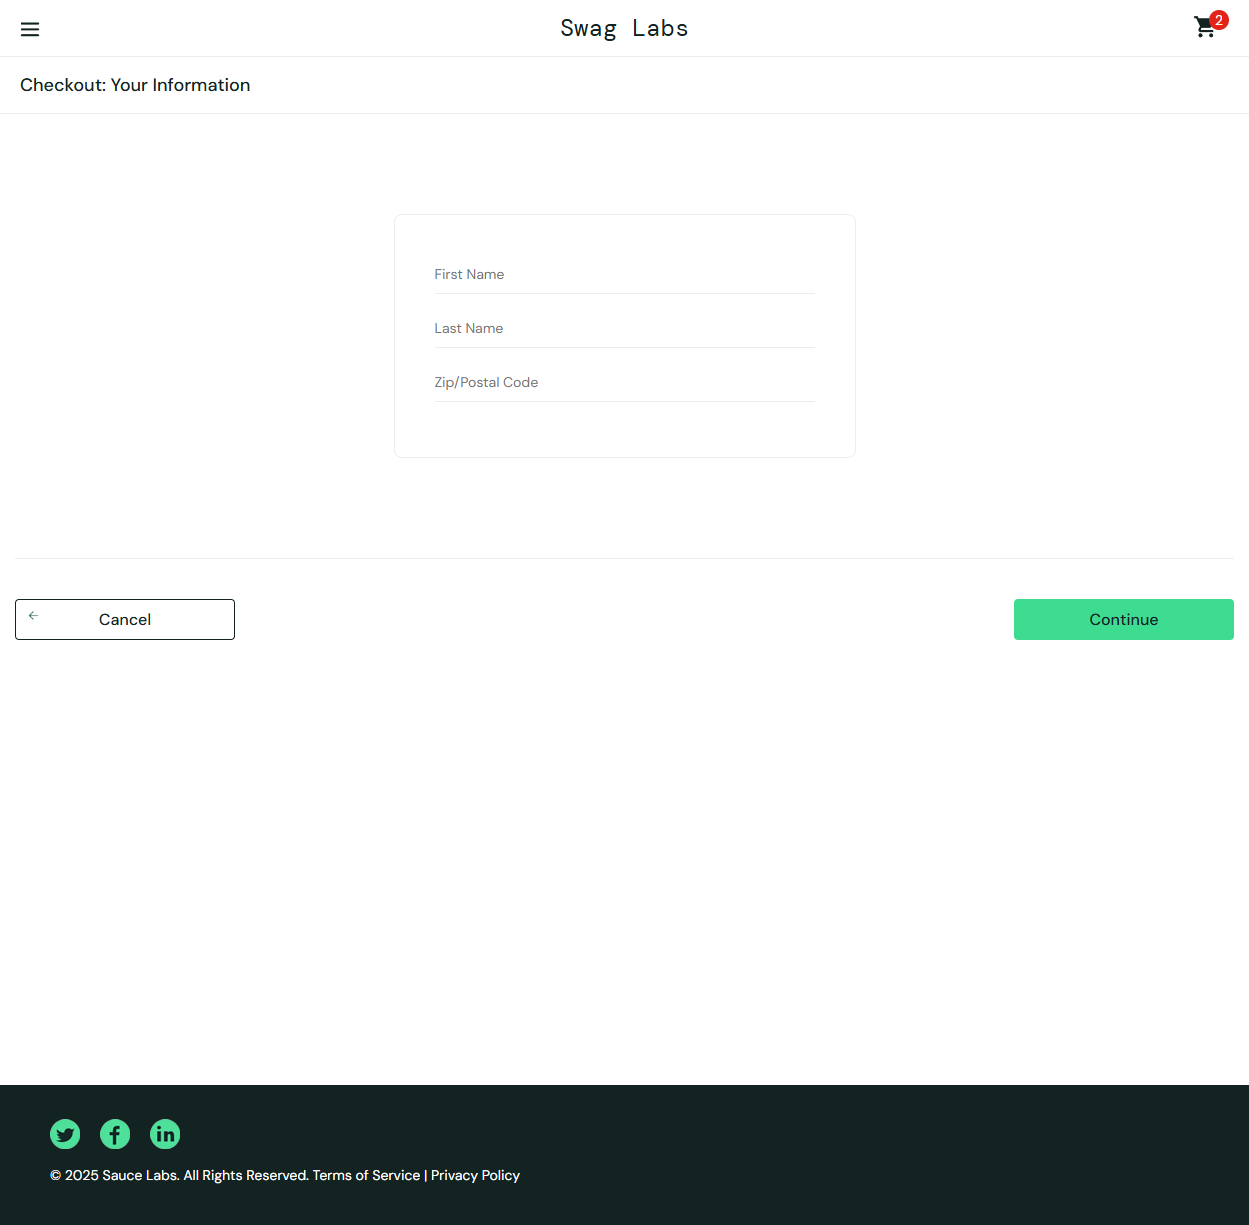 Swag Labs
2
Checkout: Your Information
First Name
Last Name
Zip/Postal Code
Cancel
Continue
© 2025 Sauce Labs. All Rights Reserved. Terms of Service | Privacy Policy